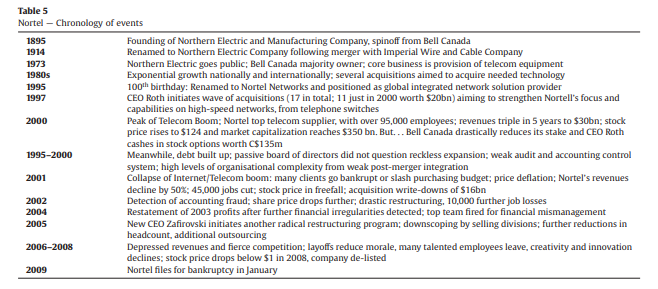 Table 5
Nortel — Chronology of events
1895 Founding of Northern Electric and Manufacturing Company, spinoff from Bell Canada
1914 Renamed to Northern Electric Company following merger with Imperial Wire and Cable Company
1973 Northern Electric goes public; Bell Canada majority owner; core business is provision of telecom equipment
1980s Exponential growth nationally and internationally; several acquisitions aimed to acquire needed technology
1995 100th birthday: Renamed to Nortel Networks and positioned as global integrated network solution provider
1997 CEO Roth initiates wave of acquisitions (17 in total; 11 just in 2000 worth $20bn) aiming to strengthen Nortell's focus and
capabilities on high-speed networks, from telephone switches
2000 Peak of Telecom Boom; Nortel top telecom supplier, with over 95,000 employees; revenues triple in 5 years to $30bn; stock
price rises to $124 and market capitalization reaches $350 bn. But... Bell Canada drastically reduces its stake and CEO Roth
cashes in stock options worth C$135m
1995–2000 Meanwhile, debt built up; passive board of directors did not question reckless expansion; weak audit and accounting control
system; high levels of organisational complexity from weak post-merger integration
2001 Collapse of Internet/Telecom boom: many clients go bankrupt or slash purchasing budget; price deflation; Nortel's revenues
decline by 50%; 45,000 jobs cut; stock price in freefall; acquisition write-downs of $16bn
2002 Detection of accounting fraud; share price drops further; drastic restructuring, 10,000 further job losses
2004 Restatement of 2003 profits after further financial irregularities detected; top team fired for financial mismanagement
2005 New CEO Zafirovski initiates another radical restructuring program; downscoping by selling divisions; further reductions in
headcount, additional outsourcing
2006–2008 Depressed revenues and fierce competition; layoffs reduce morale, many talented employees leave, creativity and innovation
declines; stock price drops below $1 in 2008, company de-listed
2009 Nortel files for bankruptcy in January